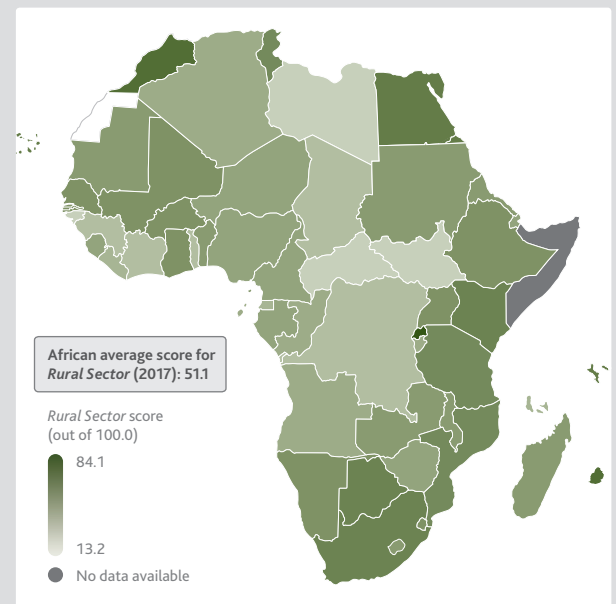 African average score for
Rural Sector (2017): 51.1
Rural Sector score
(out of 100.0)
84.1
13.2
No data available